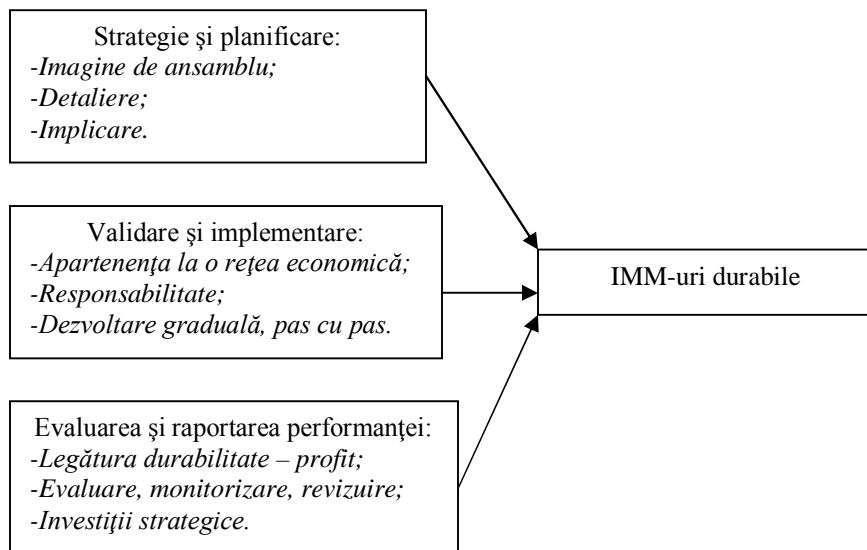 Strategie şi planificare:
-Imagine de ansamblu;
-Detaliere;
-Implicare.
Validare şi implementare:
-Apartenenţa la o reţea economică;
-Responsabilitate;
-Dezvoltare graduală, pas cu pas.
IMM-uri durabile
Evaluarea şi raportarea performanţei:
-Legătura durabilitate – profit;
-Evaluare, monitorizare, revizuire;
-Investiţii strategice.